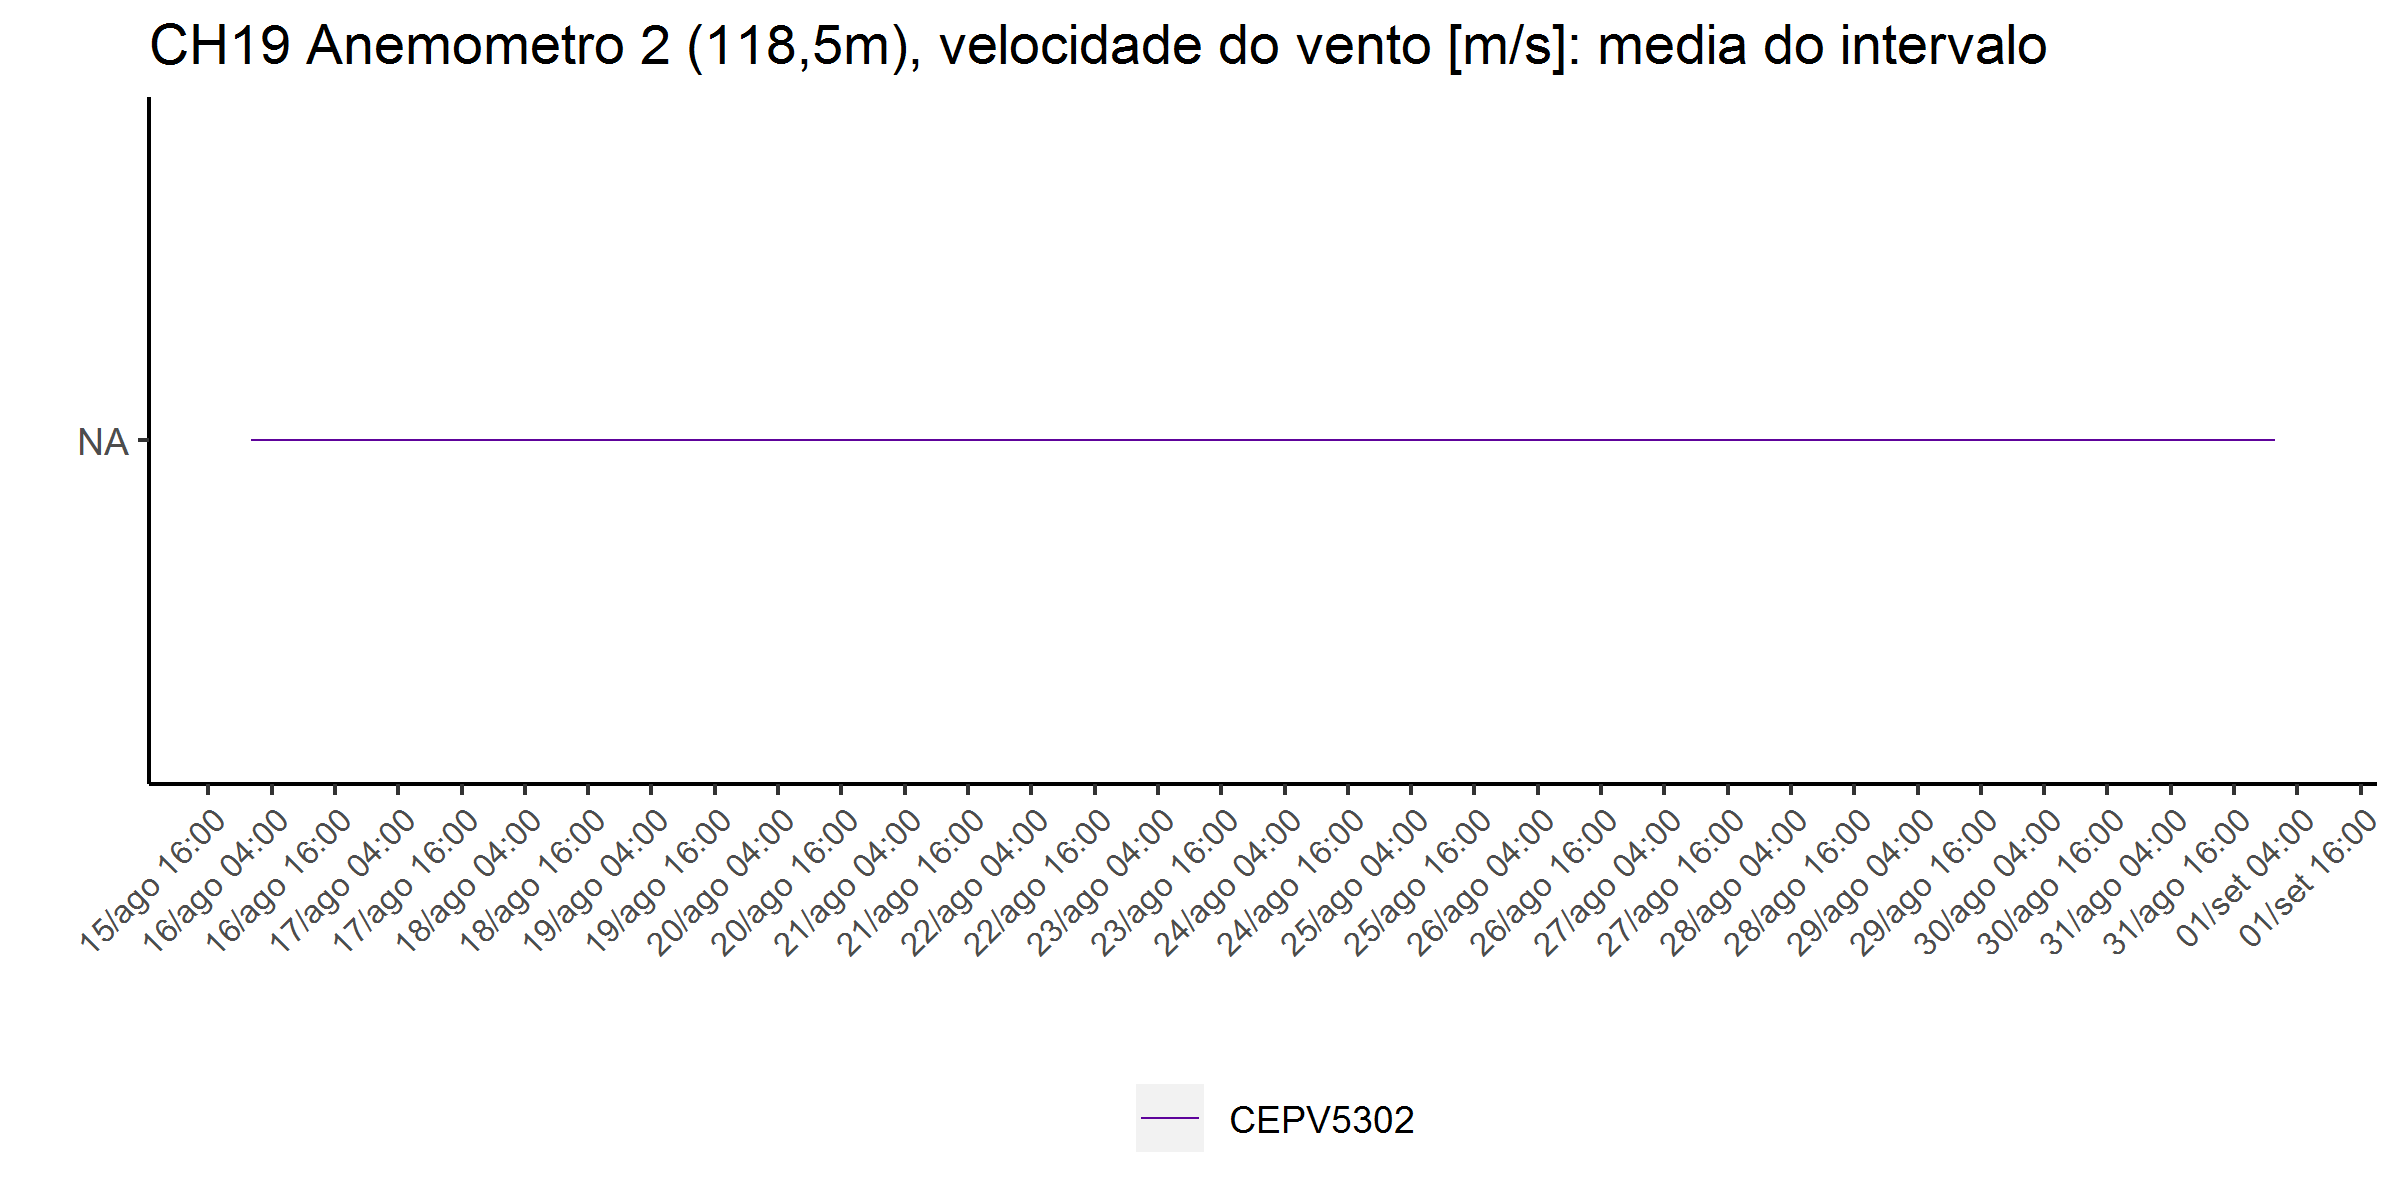 CH19 Anemometro 2 (118,5m), velocidade do vento [m/s]: media do intervalo
NA
15/ago 16:00
16/ago 04:00
16/ago 16:00
17/ago 04:00
17/ago 16:00
18/ago 04:00
18/ago 16:00
19/ago 04:00
19/ago 16:00
20/ago 04:00
20/ago 16:00
21/ago 04:00
21/ago 16:00
22/ago 04:00
22/ago 16:00
23/ago 04:00
23/ago 16:00
24/ago 04:00
24/ago 16:00
25/ago 04:00
25/ago 16:00
26/ago 04:00
26/ago 16:00
27/ago 04:00
27/ago 16:00
28/ago 04:00
28/ago 16:00
29/ago 04:00
29/ago 16:00
30/ago 04:00
30/ago 16:00
31/ago 04:00
31/ago 16:00
01/set 04:00
01/set 16:00
CEPV5302